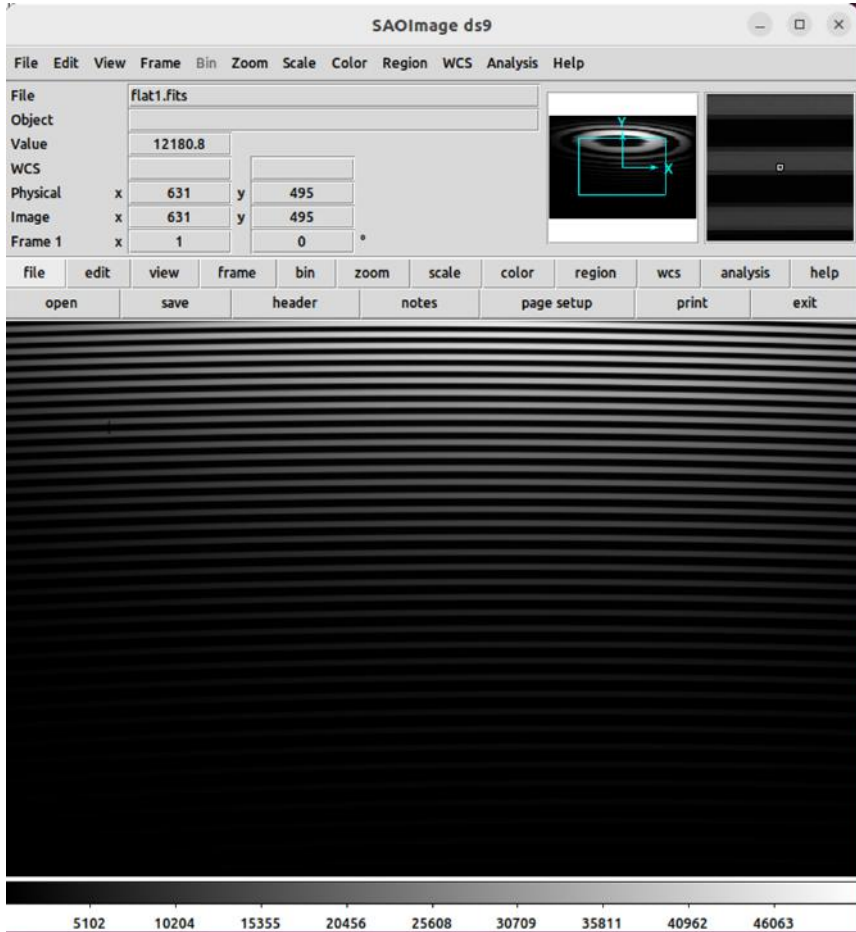 SAOImage ds9
File Edit View Frame Bin Zoom Scale Color Region WCS Analysis Help
File flat1.fits
Object
Value 12180.8
WCS
Physical x 631 y 495
Image x 631 y 495
Frame 1 x 1 0 °
Y
X
file edit view frame bin zoom scale color region wcs analysis help
open save header notes page setup print exit
5102 10204 15355 20456 25608 30709 35811 40962 46063